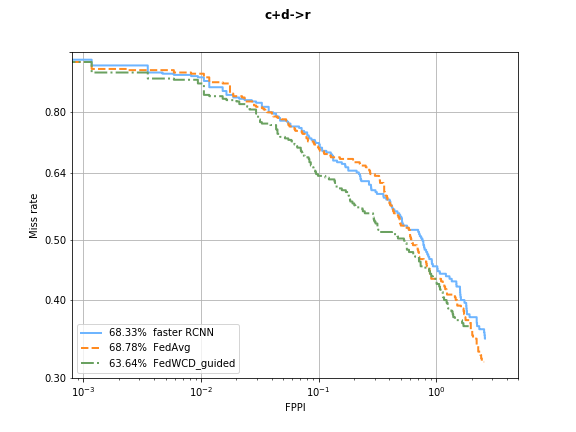 c+d->r
0.80
0.64
0.50
0.40
0.30
Miss rate
68.33% faster RCNN
68.78% FedAvg
63.64% FedWCD_guided
10⁻³
10⁻²
10⁻¹
10⁰
FPPI